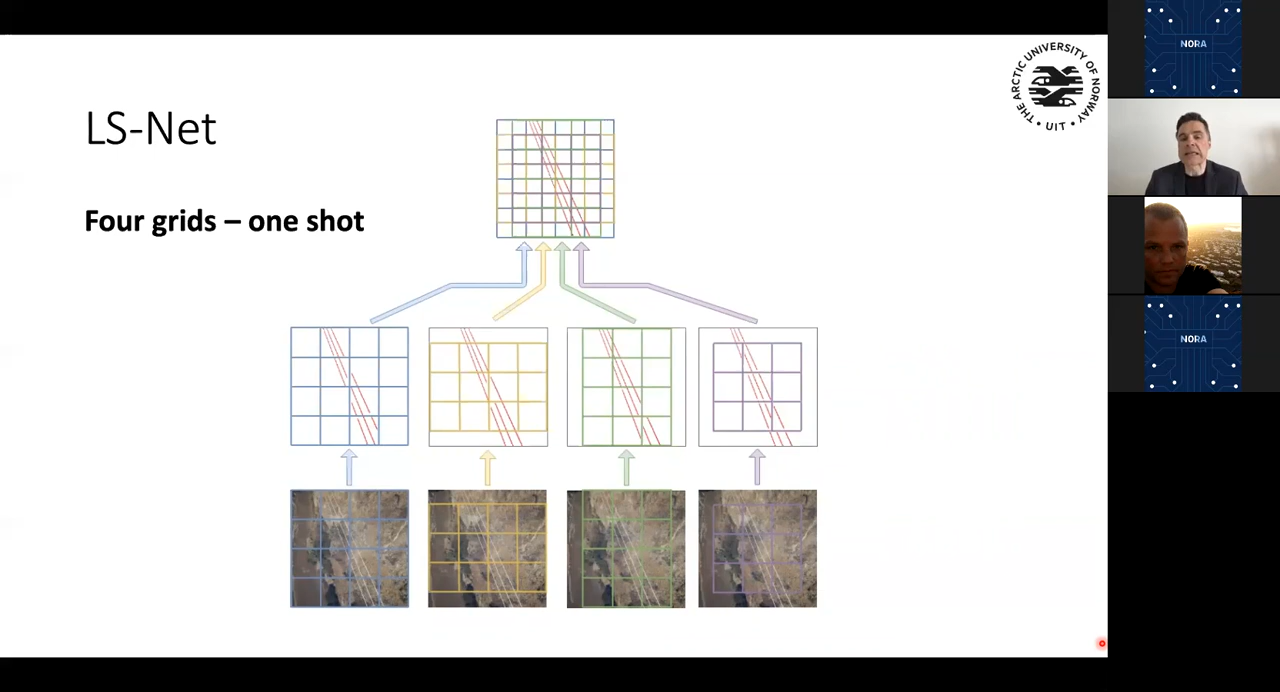 LS-Net
Four grids – one shot
THE ARCTIC UNIVERSITY OF NORWAY
• UIT •
NORA
NORA